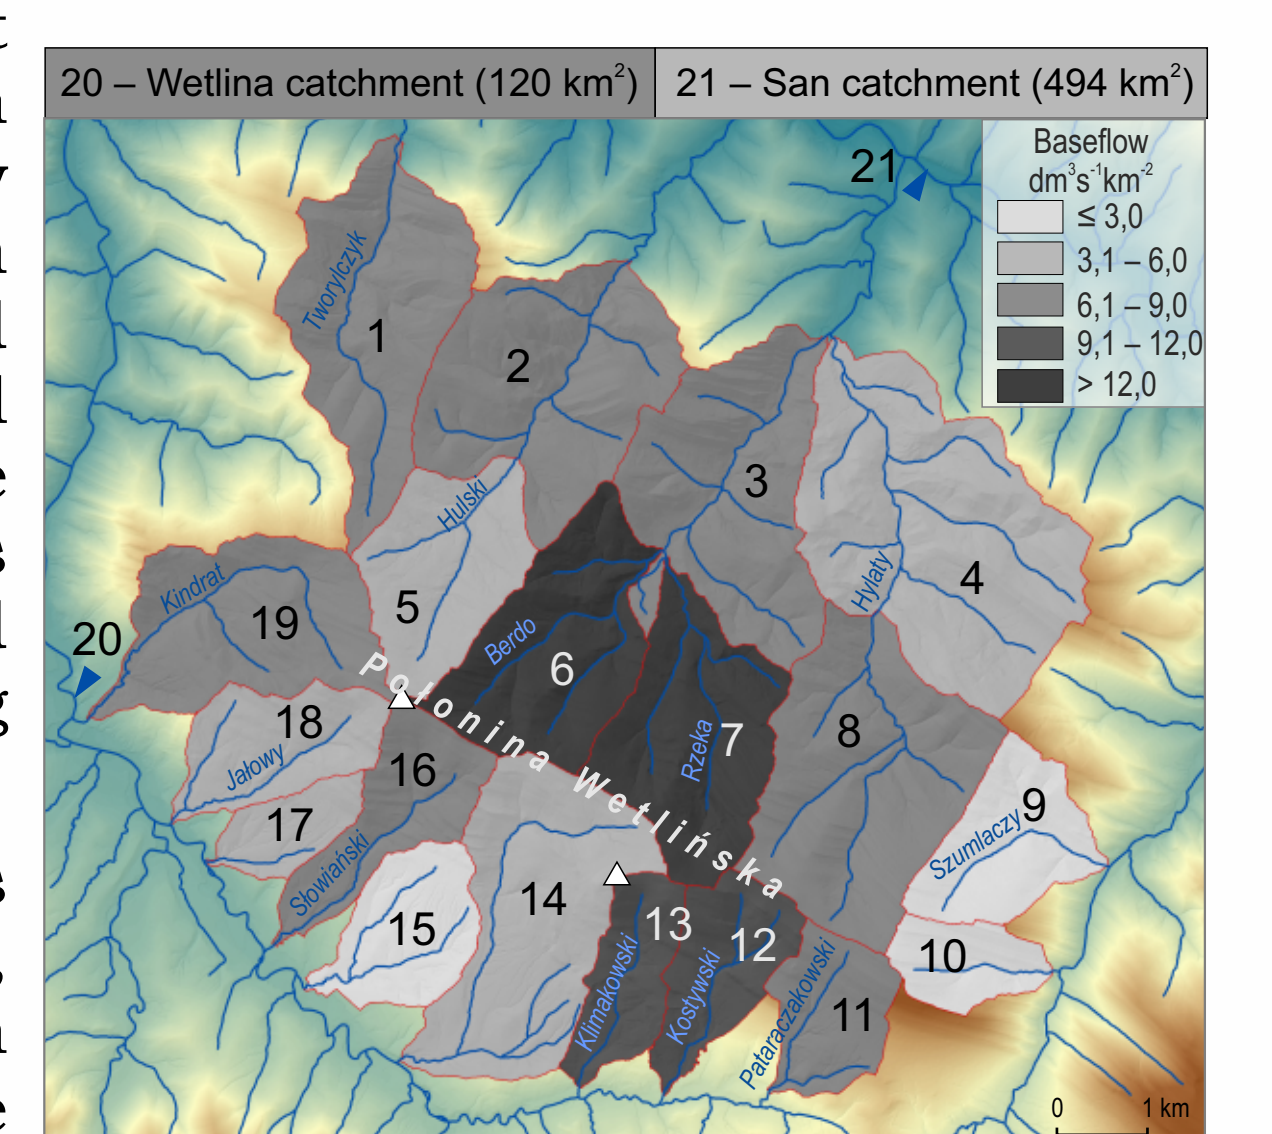 20 – Wetlina catchment (120 km²)
21 – San catchment (494 km²)
21
Baseflow
dm³s⁻¹km⁻²
≤ 3,0
3,1 – 6,0
6,1 – 9,0
9,1 – 12,0
> 12,0
Tworylczyk
1
2
3
Hulski
Hylaty
4
Kindrat
19
5
20
Berdo
6
Połonina Wetlińska
18
Jałowy
16
Rzeka
7
8
17
9
Szumlaczy
Słowiański
15
14
13
12
10
Klimakowski
Kostywski
Pataraczakowski
11
0 1 km